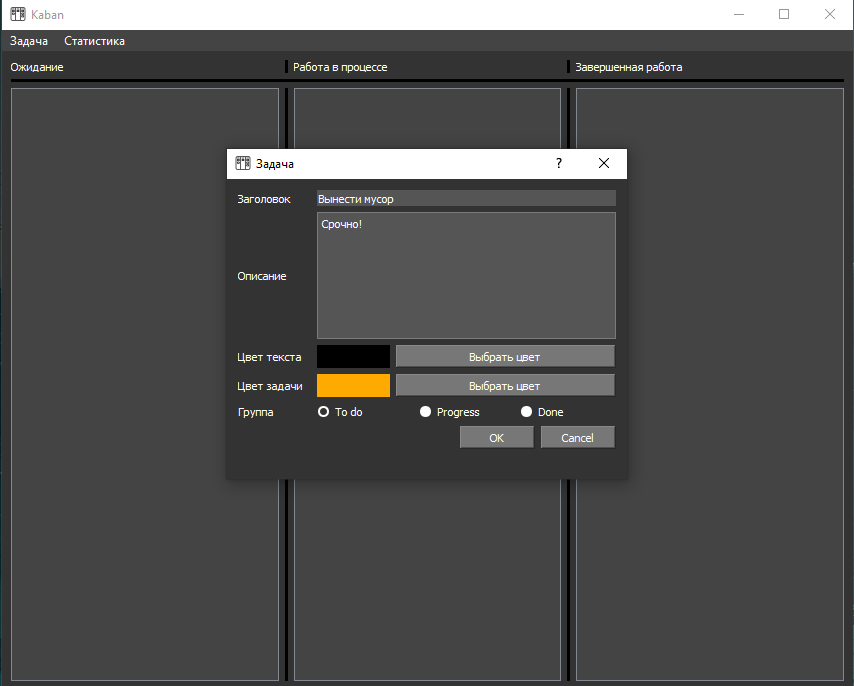 Kaban
Задача Статистика
Ожидание Работа в процессе Завершенная работа
Задача ?
Заголовок Вынести мусор
Описание Срочно!
Цвет текста Выбрать цвет
Цвет задачи Выбрать цвет
Группа To do Progress Done
OK Cancel